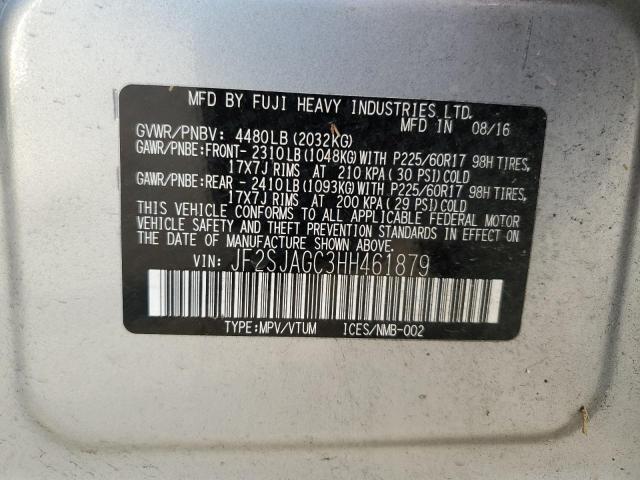 MFD BY FUJI HEAVY INDUSTRIES LTD.
MFD IN 08/16
GVWR/PNBV: 4480LB(2032KG)
GAWR/PNBE:FRONT- 2310LB(1048KG)WITH P225/60R17 98H TIRES,
17X7J RIMS AT 210 KPA(30 PSI)COLD
GAWR/PNBE:REAR - 2410LB(1093KG)WITH P225/60R17 98H TIRES,
17X7J RIMS AT 200 KPA(29 PSI)COLD
THIS VEHICLE CONFORMS TO ALL APPLICABLE FEDERAL MOTOR
VEHICLE SAFETY AND THEFT PREVENTION STANDARDS IN EFFECT ON
THE DATE OF MANUFACTURE SHOWN ABOVE.
VIN: JF2SJAGC3HH461879
TYPE:MPV/VTUM ICES/NMB-002